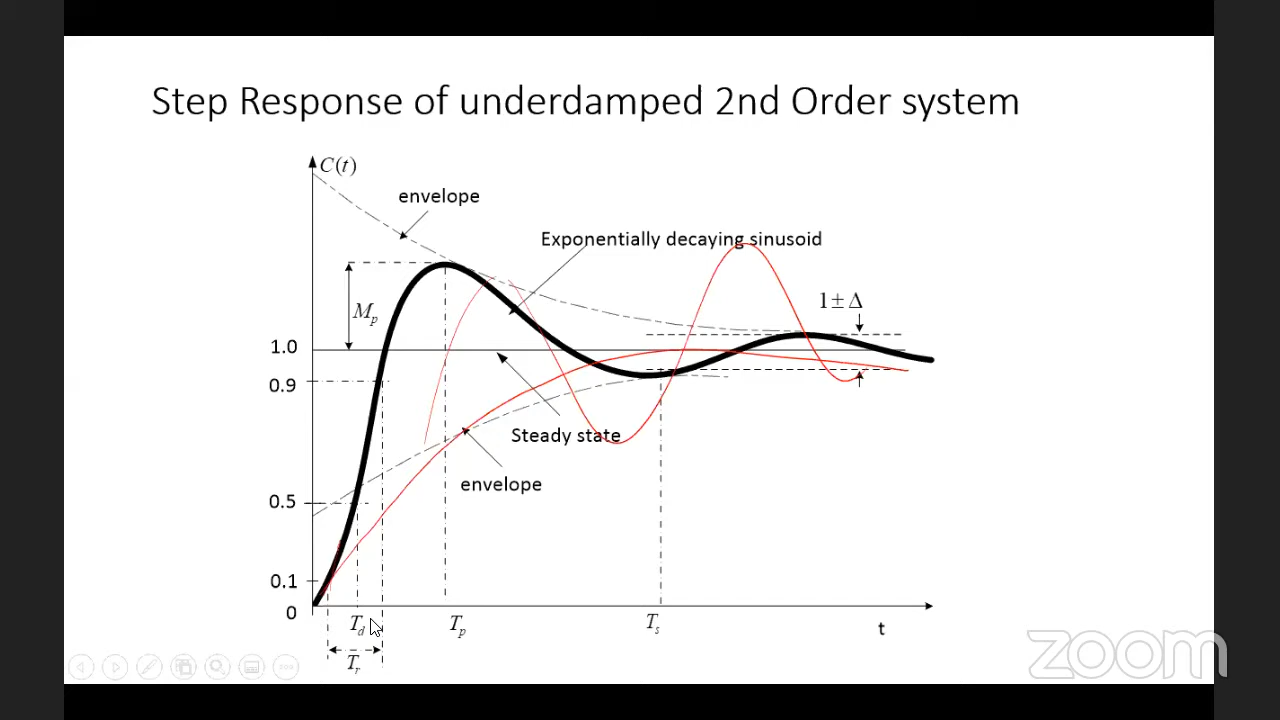 Step Response of underdamped 2nd Order system
C(t)
envelope
Exponentially decaying sinusoid
1 ± Δ
Mp
1.0
0.9
Steady state
envelope
0.5
0.1
0
Td
Tp
Ts
t
Tr
zoom